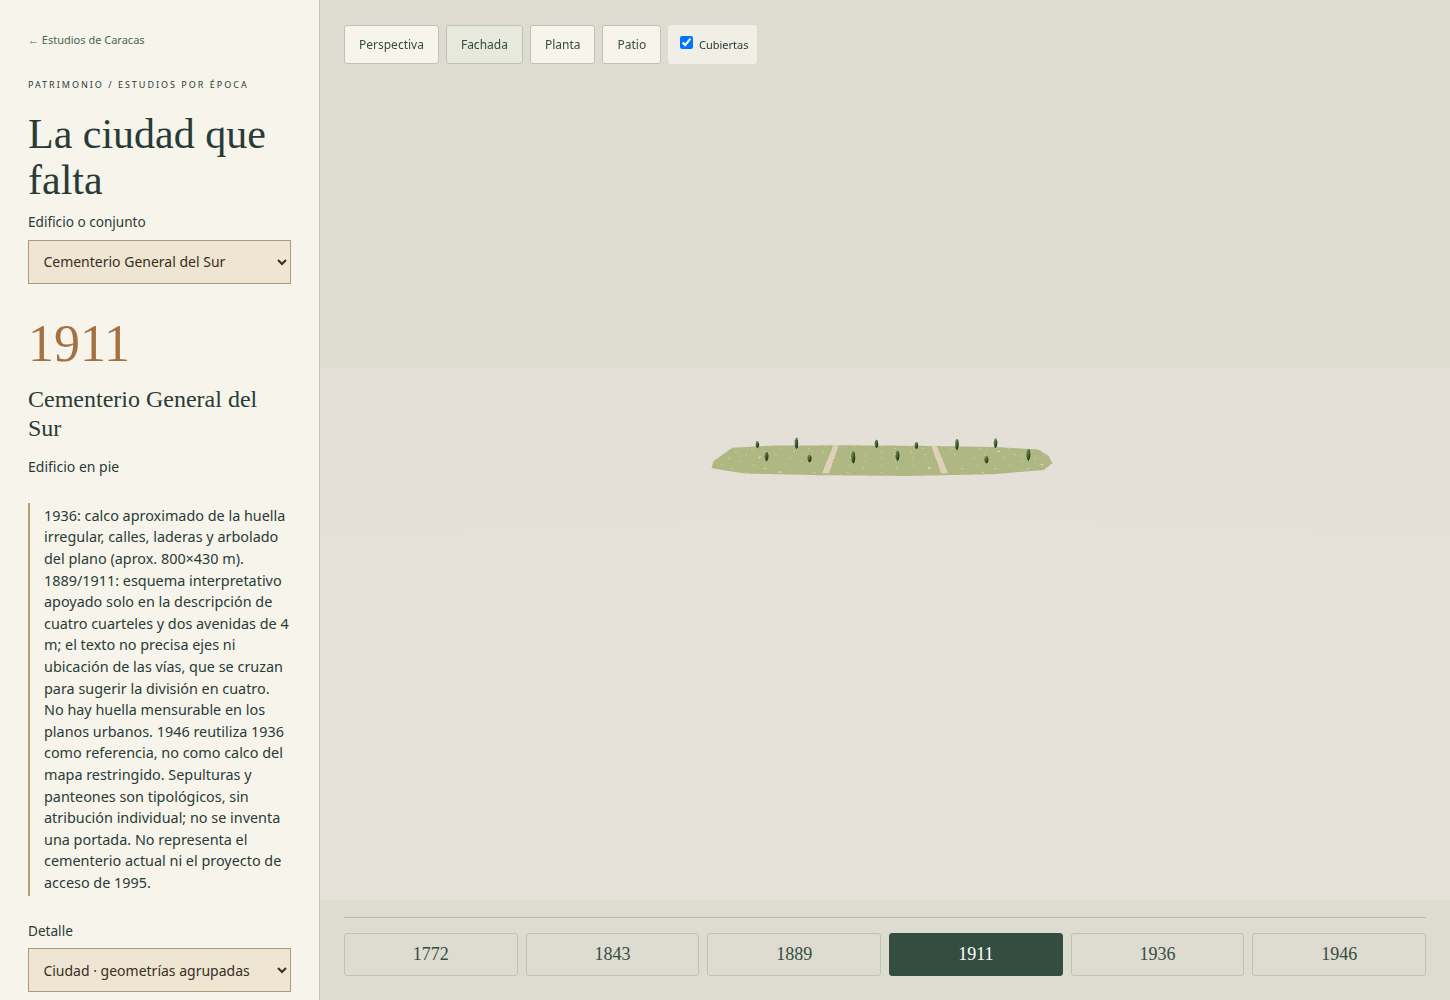 ← Estudios de Caracas
PATRIMONIO / ESTUDIOS POR ÉPOCA
La ciudad que
falta
Edificio o conjunto
Cementerio General del Sur
1911
Cementerio General del
Sur
Edificio en pie
1936: calco aproximado de la huella
irregular, calles, laderas y arbolado
del plano (aprox. 800×430 m).
1889/1911: esquema interpretativo
apoyado solo en la descripción de
cuatro cuarteles y dos avenidas de 4
m; el texto no precisa ejes ni
ubicación de las vías, que se cruzan
para sugerir la división en cuatro.
No hay huella mensurable en los
planos urbanos. 1946 reutiliza 1936
como referencia, no como calco del
mapa restringido. Sepulturas y
panteones son tipológicos, sin
atribución individual; no se inventa
una portada. No representa el
cementerio actual ni el proyecto de
acceso de 1995.
Detalle
Ciudad · geometrías agrupadas
Perspectiva
Fachada
Planta
Patio
Cubiertas
1772
1843
1889
1911
1936
1946